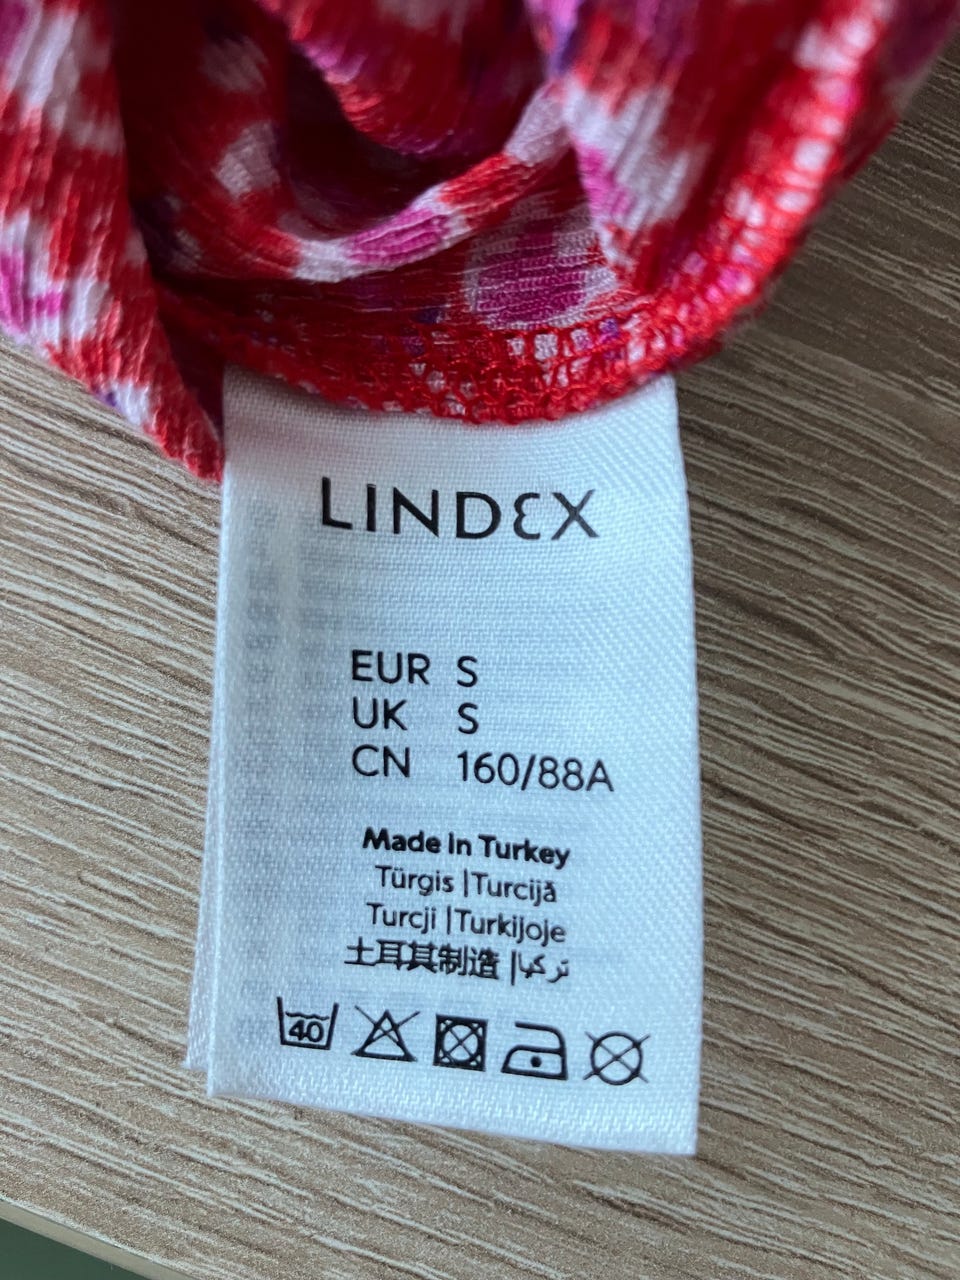 LINDEX
EUR S
UK S
CN 160/88A
Made in Turkey
Türgis | Turcijā
Turcji | Turkijoje
土耳其制造 | تركيا
40